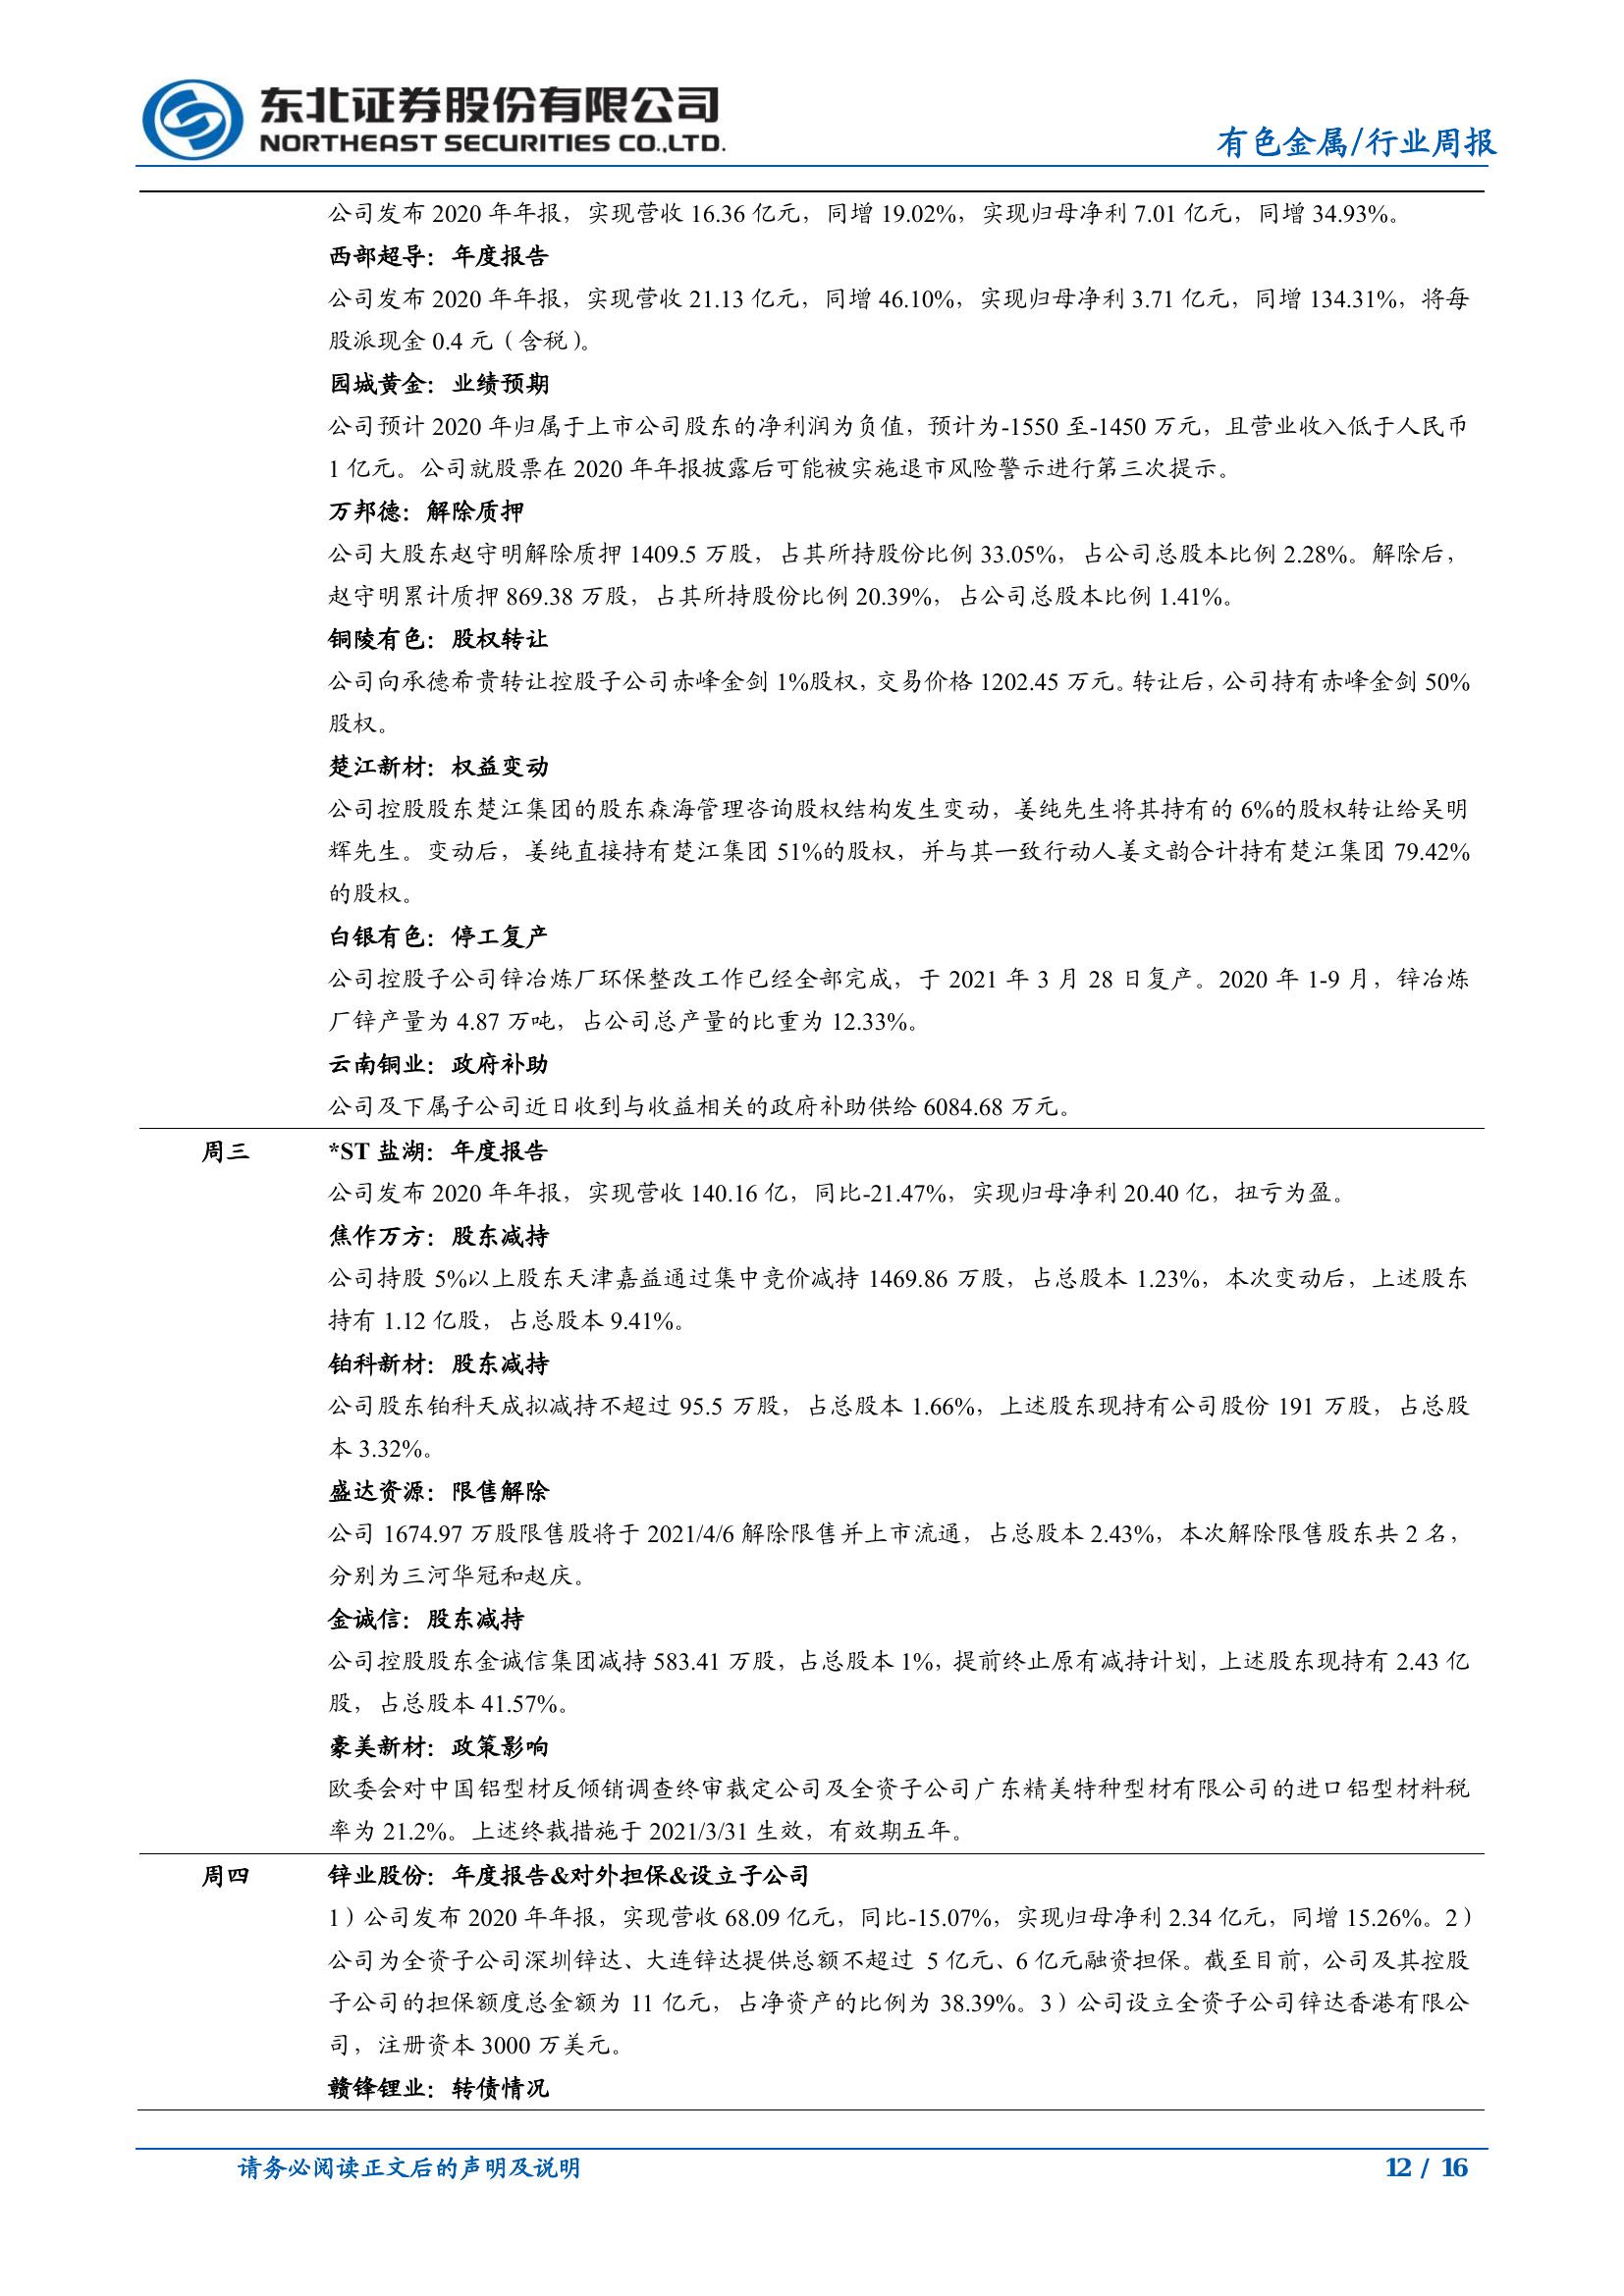 东北证券股份有限公司
NORTHEAST SECURITIES CO.,LTD.
有色金属/行业周报
公司发布 2020 年年报，实现营收 16.36 亿元，同增 19.02%，实现归母净利 7.01 亿元，同增 34.93%。
西部超导：年度报告
公司发布 2020 年年报，实现营收 21.13 亿元，同增 46.10%，实现归母净利 3.71 亿元，同增 134.31%，将每
股派现金 0.4 元（含税）。
园城黄金：业绩预期
公司预计 2020 年归属于上市公司股东的净利润为负值，预计为-1550 至-1450 万元，且营业收入低于人民币
1 亿元。公司就股票在 2020 年年报披露后可能被实施退市风险警示进行第三次提示。
万邦德：解除质押
公司大股东赵守明解除质押 1409.5 万股，占其所持股份比例 33.05%，占公司总股本比例 2.28%。解除后，
赵守明累计质押 869.38 万股，占其所持股份比例 20.39%，占公司总股本比例 1.41%。
铜陵有色：股权转让
公司向承德希贵转让控股子公司赤峰金剑 1%股权，交易价格 1202.45 万元。转让后，公司持有赤峰金剑 50%
股权。
楚江新材：权益变动
公司控股股东楚江集团的股东森海管理咨询股权结构发生变动，姜纯先生将其持有的 6%的股权转让给吴明
辉先生。变动后，姜纯直接持有楚江集团 51%的股权，并与其一致行动人姜文韵合计持有楚江集团 79.42%
的股权。
白银有色：停工复产
公司控股子公司锌冶炼厂环保整改工作已经全部完成，于 2021 年 3 月 28 日复产。2020 年 1-9 月，锌冶炼
厂锌产量为 4.87 万吨，占公司总产量的比重为 12.33%。
云南铜业：政府补助
公司及下属子公司近日收到与收益相关的政府补助供给 6084.68 万元。
周三 *ST 盐湖：年度报告
公司发布 2020 年年报，实现营收 140.16 亿，同比-21.47%，实现归母净利 20.40 亿，扭亏为盈。
焦作万方：股东减持
公司持股 5%以上股东天津嘉益通过集中竞价减持 1469.86 万股，占总股本 1.23%，本次变动后，上述股东
持有 1.12 亿股，占总股本 9.41%。
铂科新材：股东减持
公司股东铂科天成拟减持不超过 95.5 万股，占总股本 1.66%，上述股东现持有公司股份 191 万股，占总股
本 3.32%。
盛达资源：限售解除
公司 1674.97 万股限售股将于 2021/4/6 解除限售并上市流通，占总股本 2.43%，本次解除限售股东共 2 名，
分别为三河华冠和赵庆。
金诚信：股东减持
公司控股股东金诚信集团减持 583.41 万股，占总股本 1%，提前终止原有减持计划，上述股东现持有 2.43 亿
股，占总股本 41.57%。
豪美新材：政策影响
欧委会对中国铝型材反倾销调查终审裁定公司及全资子公司广东精美特种型材有限公司的进口铝型材料税
率为 21.2%。上述终裁措施于 2021/3/31 生效，有效期五年。
周四 锌业股份：年度报告&对外担保&设立子公司
1）公司发布 2020 年年报，实现营收 68.09 亿元，同比-15.07%，实现归母净利 2.34 亿元，同增 15.26%。2）
公司为全资子公司深圳锌达、大连锌达提供总额不超过 5 亿元、6 亿元融资担保。截至目前，公司及其控股
子公司的担保额度总金额为 11 亿元，占净资产的比例为 38.39%。3）公司设立全资子公司锌达香港有限公
司，注册资本 3000 万美元。
赣锋锂业：转债情况
请务必阅读正文后的声明及说明
12 / 16